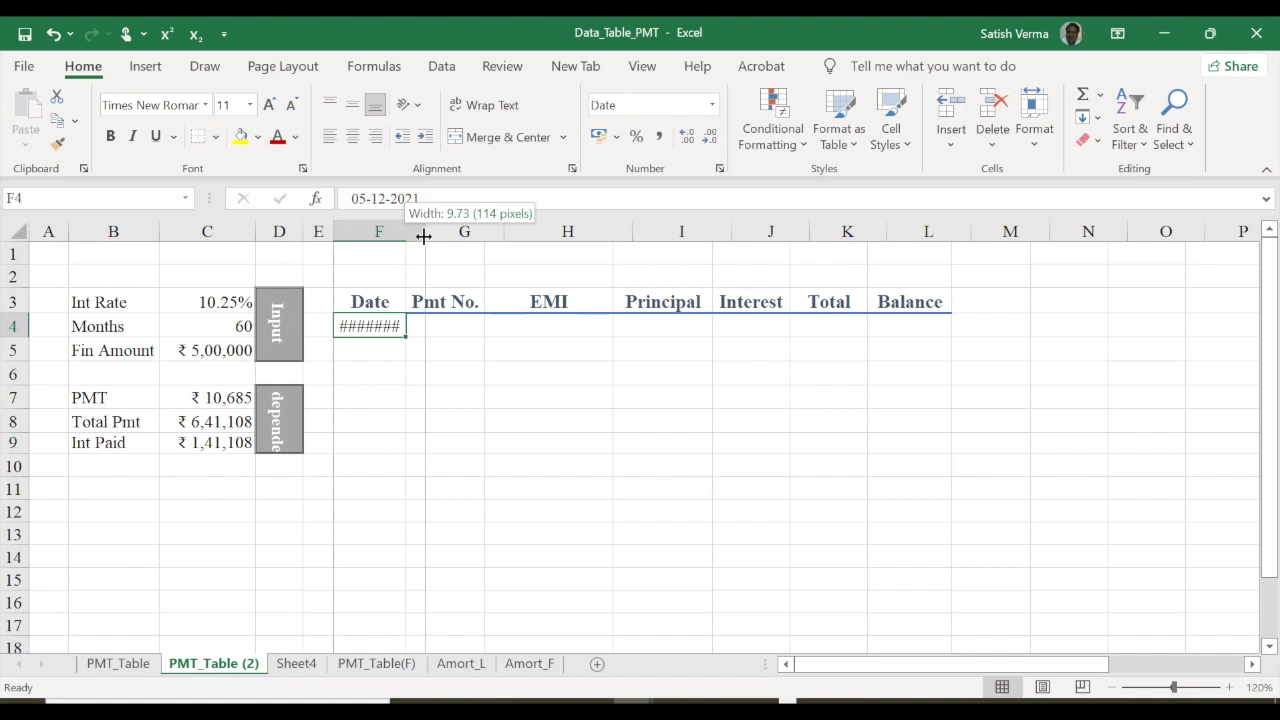 Data_Table_PMT - Excel
Satish Verma
File Home Insert Draw Page Layout Formulas Data Review New Tab View Help Acrobat Tell me what you want to do Share
Paste
Clipboard
Times New Romar 11
B I U
Font
Wrap Text
Merge & Center
Alignment
Date
Number
Conditional Formatting
Format as Table
Cell Styles
Styles
Insert
Delete
Format
Cells
Sort & Filter
Find & Select
Editing
F4
fx
05-12-2021
Width: 9.73 (114 pixels)
A B C D E F G H I J K L M N O P
1
2
3 Int Rate 10.25% Input Date Pmt No. EMI Principal Interest Total Balance
4 Months 60 #######
5 Fin Amount ₹ 5,00,000
6
7 PMT ₹ 10,685 depende
8 Total Pmt ₹ 6,41,108
9 Int Paid ₹ 1,41,108
10
11
12
13
14
15
16
17
18
PMT_Table PMT_Table (2) Sheet4 PMT_Table(F) Amort_L Amort_F
Ready
120%